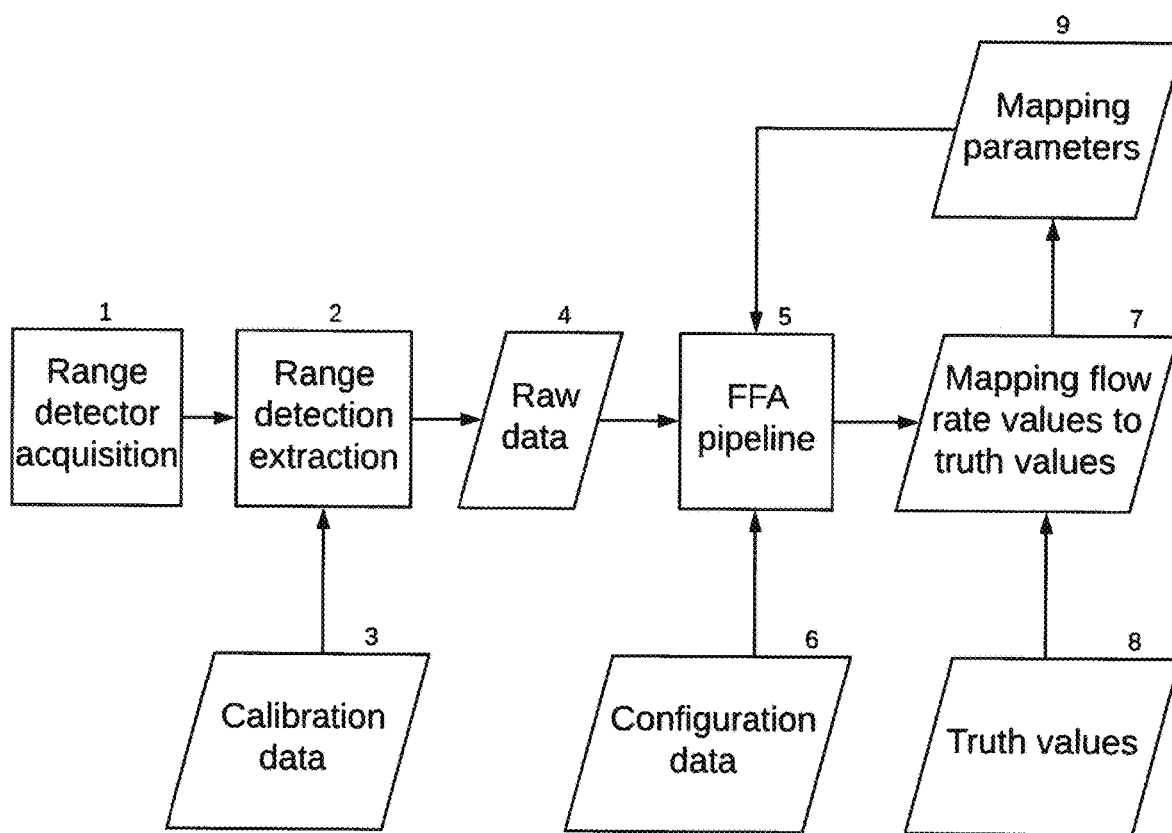 9
Mapping
parameters
1
Range
detector
acquisition
2
Range
detection
extraction
4
Raw
data
5
FFA
pipeline
7
Mapping flow
rate values to
truth values
3
Calibration
data
6
Configuration
data
8
Truth values